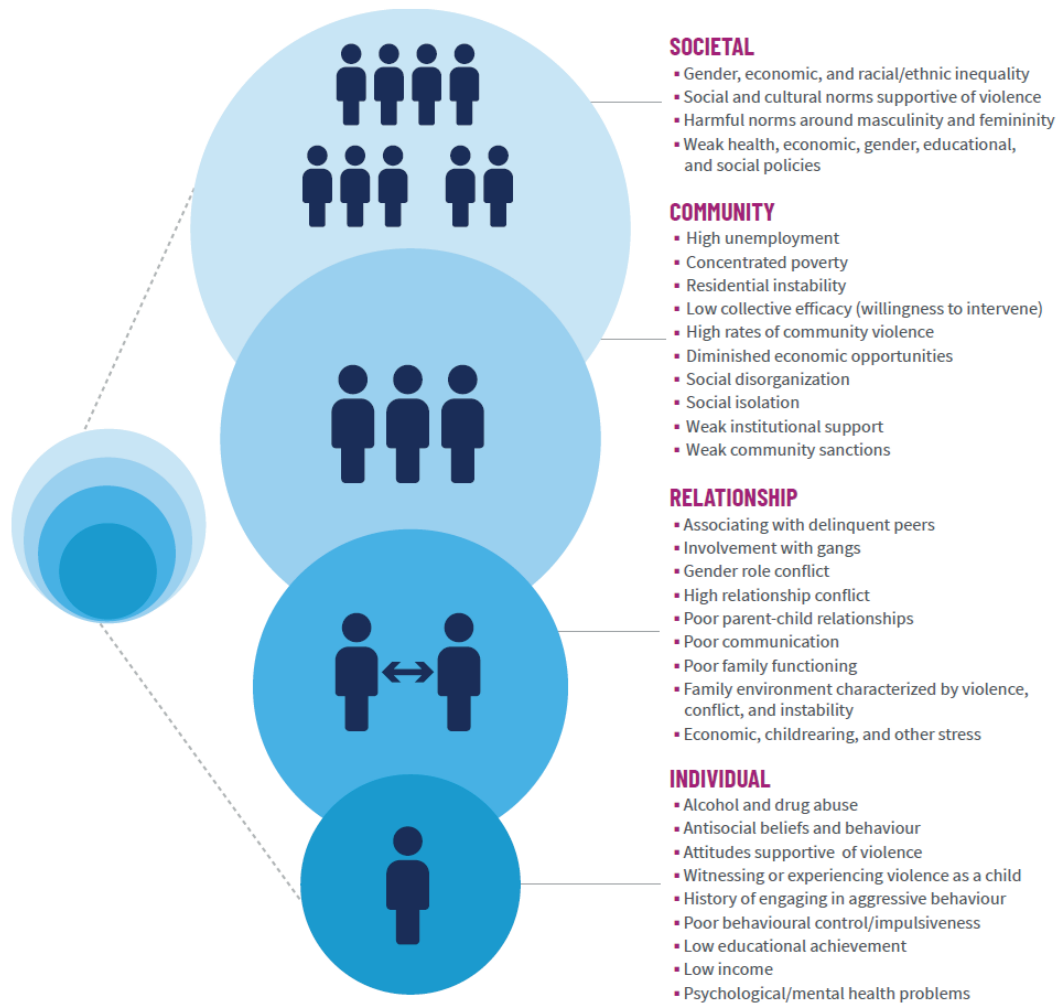 SOCIETAL
▪ Gender, economic, and racial/ethnic inequality
▪ Social and cultural norms supportive of violence
▪ Harmful norms around masculinity and femininity
▪ Weak health, economic, gender, educational,
and social policies
COMMUNITY
▪ High unemployment
▪ Concentrated poverty
▪ Residential instability
▪ Low collective efficacy (willingness to intervene)
▪ High rates of community violence
▪ Diminished economic opportunities
▪ Social disorganization
▪ Social isolation
▪ Weak institutional support
▪ Weak community sanctions
RELATIONSHIP
▪ Associating with delinquent peers
▪ Involvement with gangs
▪ Gender role conflict
▪ High relationship conflict
▪ Poor parent-child relationships
▪ Poor communication
▪ Poor family functioning
▪ Family environment characterized by violence,
conflict, and instability
▪ Economic, childrearing, and other stress
INDIVIDUAL
▪ Alcohol and drug abuse
▪ Antisocial beliefs and behaviour
▪ Attitudes supportive of violence
▪ Witnessing or experiencing violence as a child
▪ History of engaging in aggressive behaviour
▪ Poor behavioural control/impulsiveness
▪ Low educational achievement
▪ Low income
▪ Psychological/mental health problems